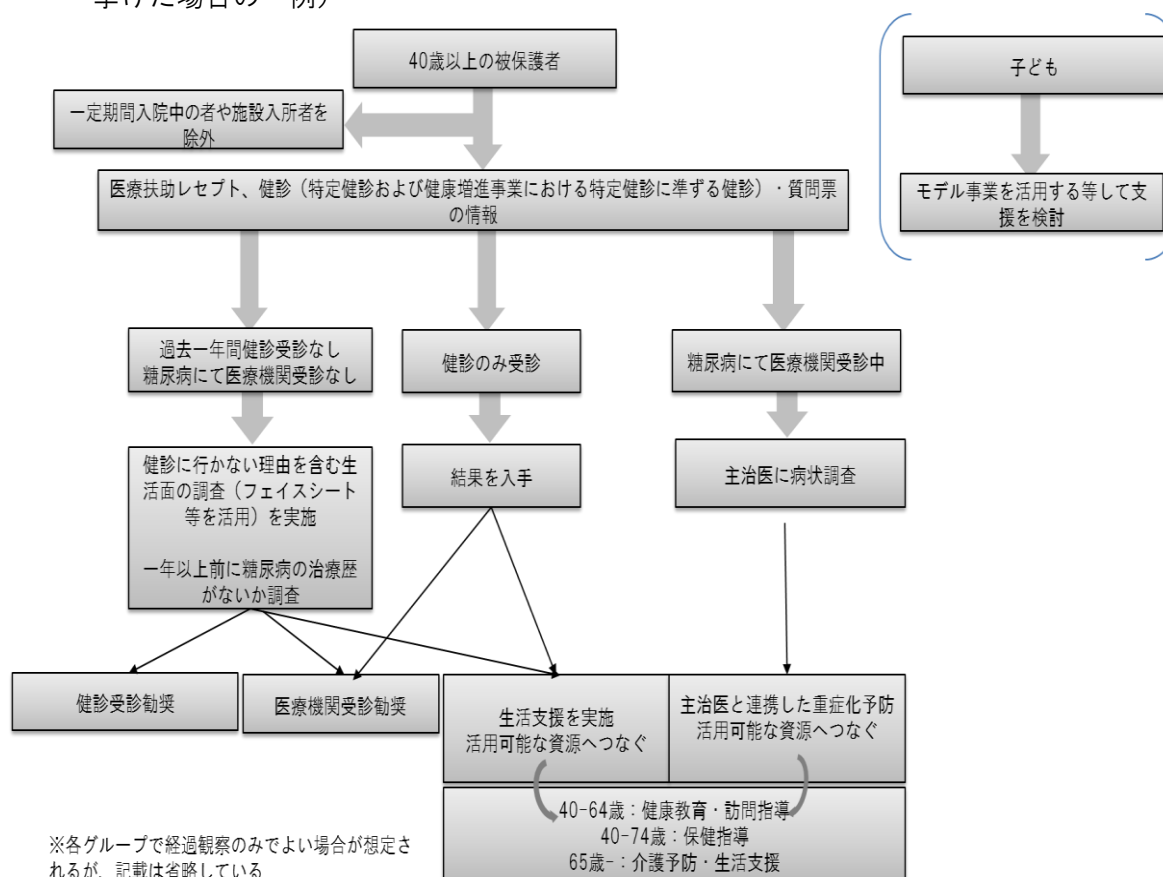 挙げた場合の一例）
40歳以上の被保護者
子ども
一定期間入院中の者や施設入所者を
除外
医療扶助レセプト、健診（特定健診および健康増進事業における特定健診に準ずる健診）・質問票
の情報
モデル事業を活用する等して支
援を検討
過去一年間健診受診なし
糖尿病にて医療機関受診なし
健診のみ受診
糖尿病にて医療機関受診中
健診に行かない理由を含む生
活面の調査（フェイスシート
等を活用）を実施
一年以上前に糖尿病の治療歴
がないか調査
結果を入手
主治医に病状調査
健診受診勧奨
医療機関受診勧奨
生活支援を実施
活用可能な資源へつなぐ
主治医と連携した重症化予防
活用可能な資源へつなぐ
40-64歳：健康教育・訪問指導
40-74歳：保健指導
65歳-：介護予防・生活支援
※各グループで経過観察のみでよい場合が想定さ
れるが、記載は省略している